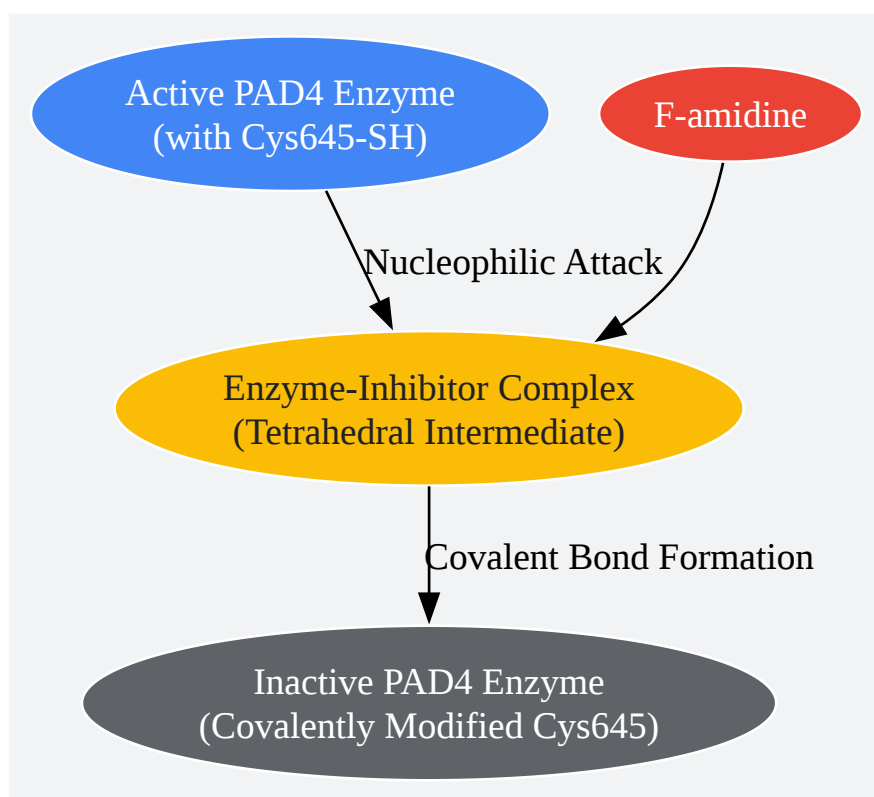 Active PAD4 Enzyme
(with Cys645-SH)
F-amidine
Nucleophilic Attack
Enzyme-Inhibitor Complex
(Tetrahedral Intermediate)
Covalent Bond Formation
Inactive PAD4 Enzyme
(Covalently Modified Cys645)